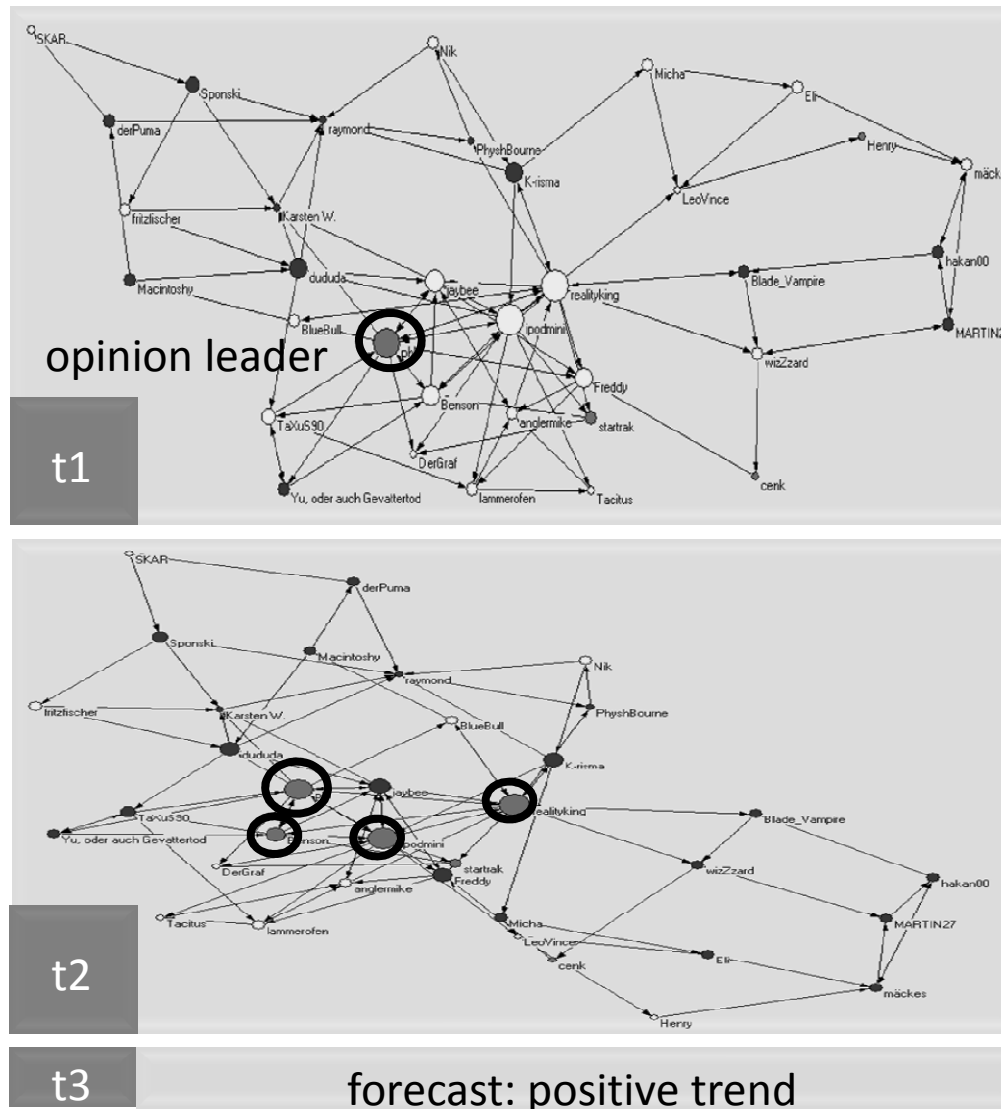 SKAR
Nik
Micha
Sponski
Eli
derPuma
raymond
PhyshBourne
Henry
K-risma
mäckes
LeoVince
fritzfischer
Karsten W.
hakan00
dududa
Macintoshy
jaybee
realityking
Blade_Vampire
BlueBull
podmini
MARTIN27
opinion leader
wizZzard
Freddy
Benson
TaXuS90
anglermike
startrak
DerGraf
cenk
Yu, oder auch Gevattertod
lammerofen
Tacitus
t1
SKAR
derPuma
Sponski
Macintoshy
Nik
raymond
fritzfischer
Karsten W.
PhyshBourne
BlueBull
dududa
K-risma
jaybee
realityking
TaXuS90
Blade_Vampire
Yu, oder auch Gevattertod
Benson
podmini
DerGraf
startrak
wizZzard
Freddy
hakan00
anglermike
Tacitus
lammerofen
Micha
MARTIN27
LeoVince
cenk
Eli
mäckes
Henry
t2
t3
forecast: positive trend